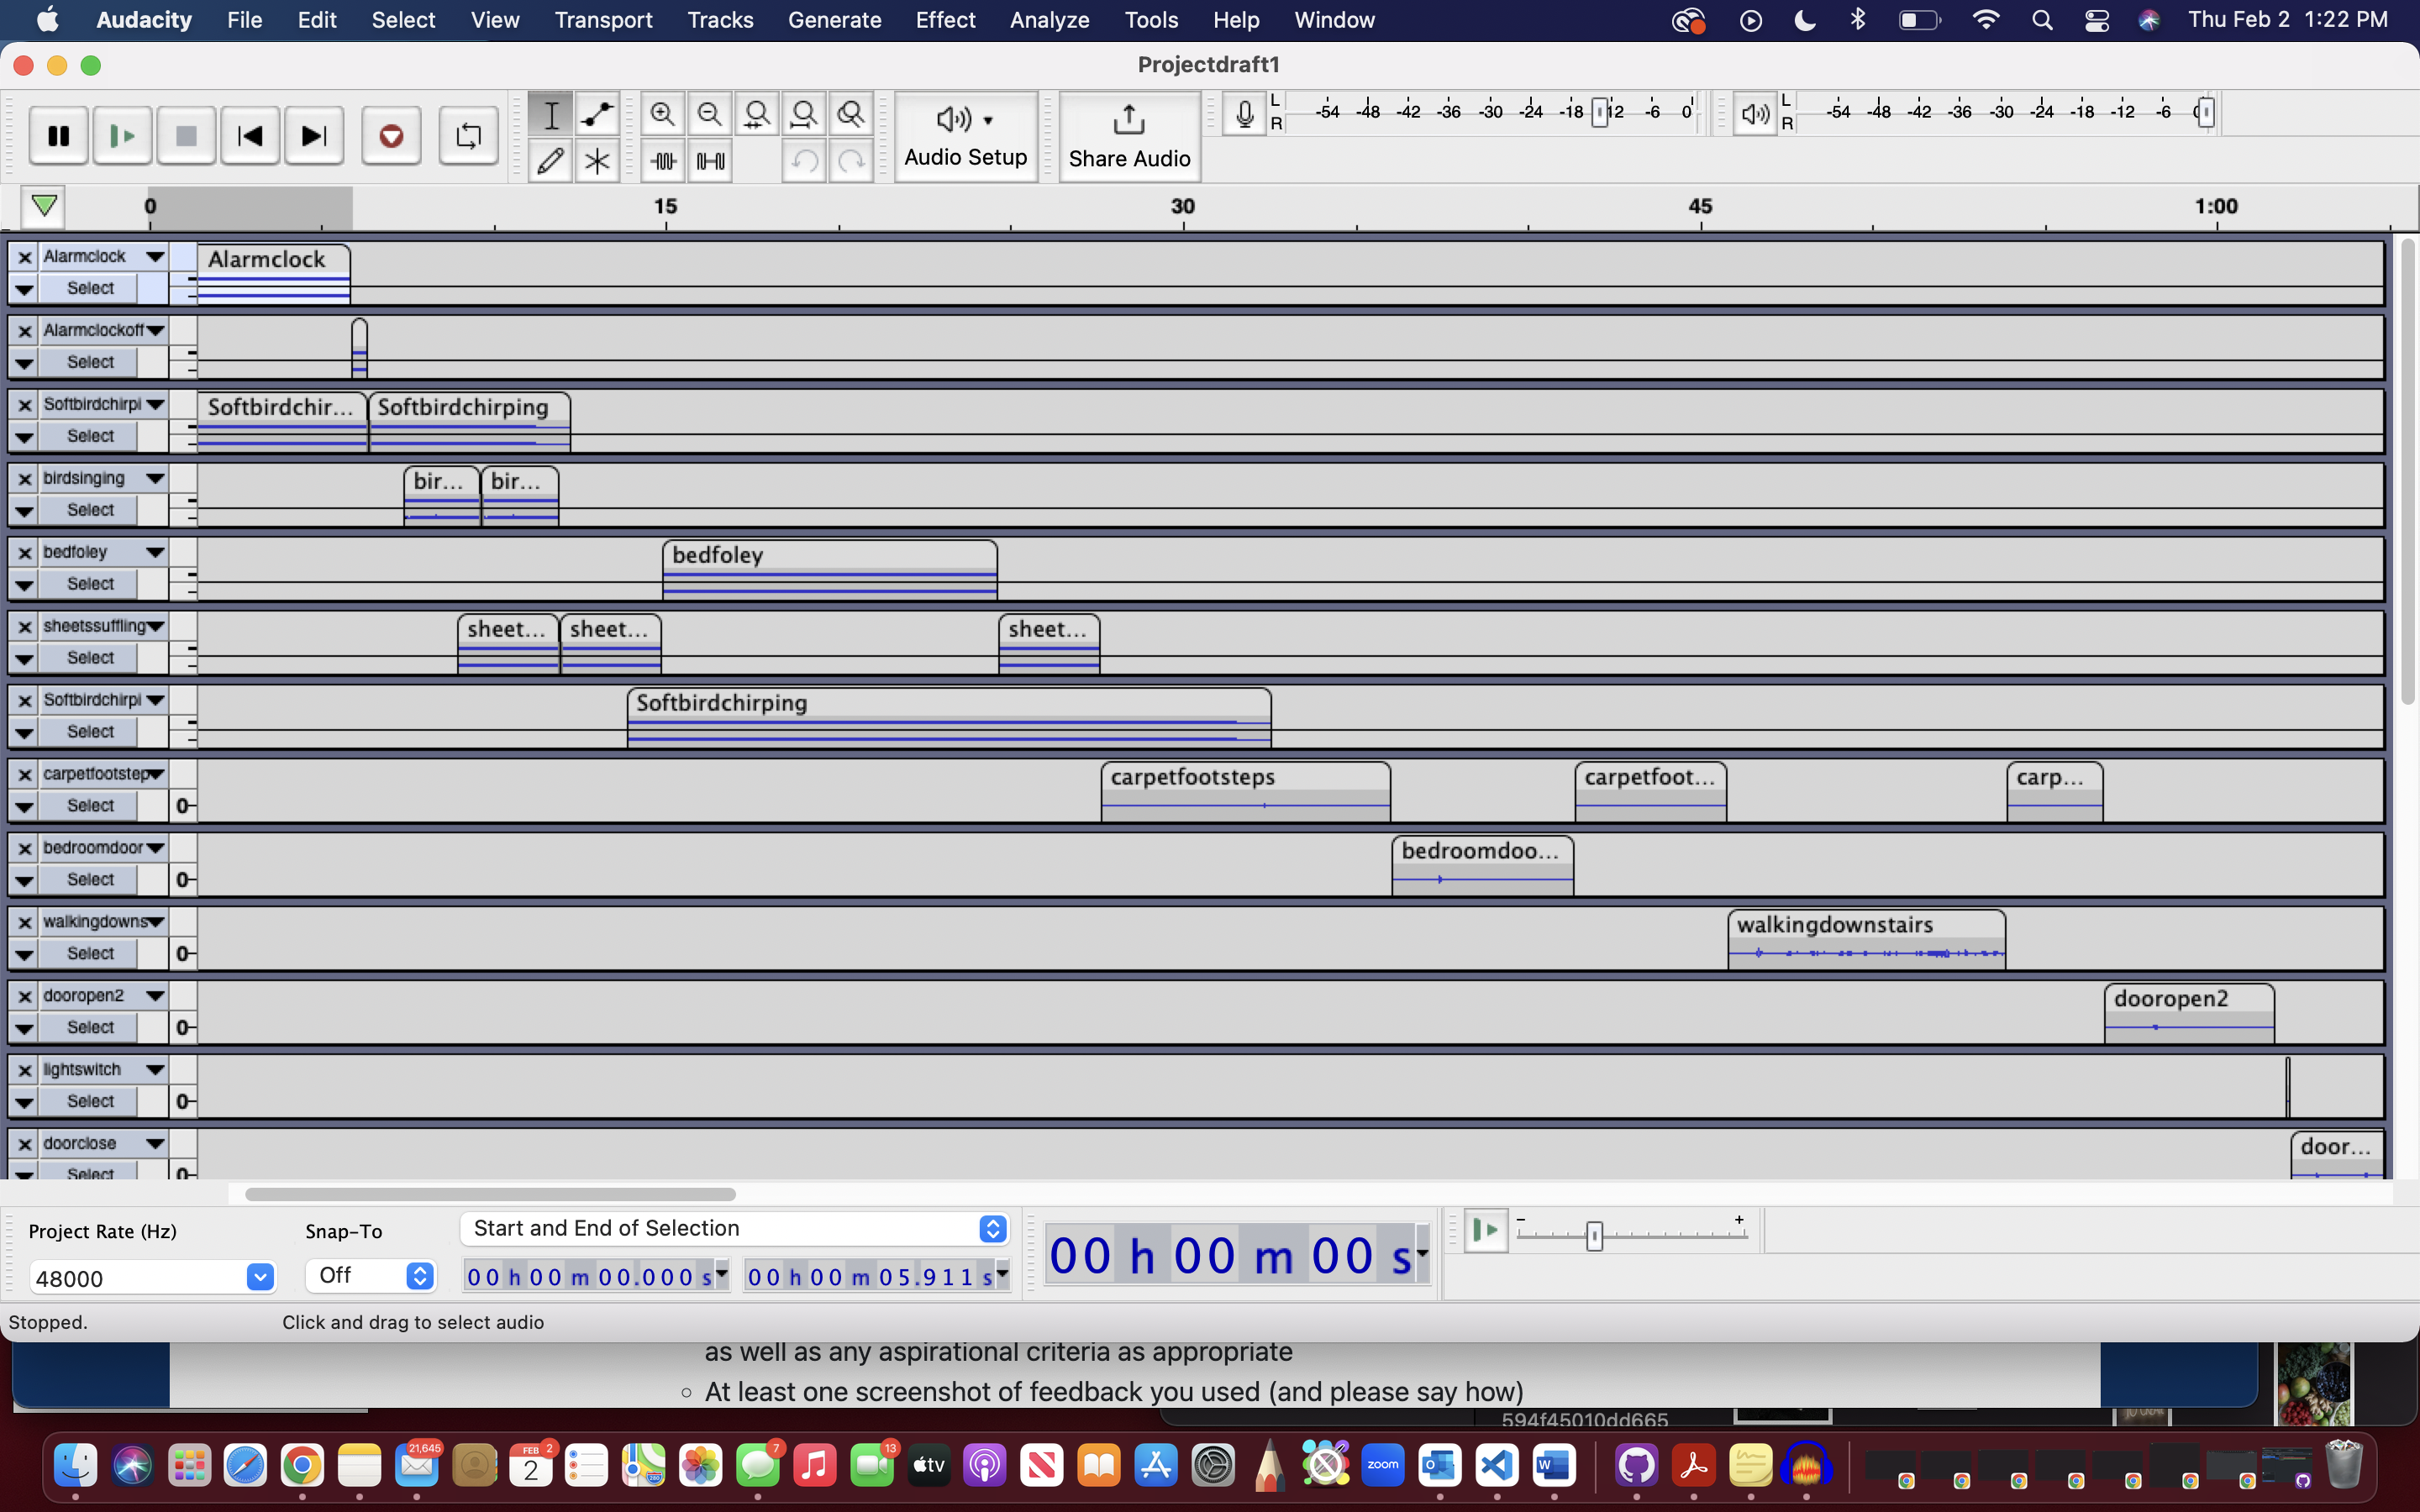 Audacity File Edit Select View Transport Tracks Generate Effect Analyze Tools Help Window Thu Feb 2 1:22 PM
Projectdraft1
Audio Setup
Share Audio
L
R
-54 -48 -42 -36 -30 -24 -18 12 -6 0
L
R
-54 -48 -42 -36 -30 -24 -18 -12 -6 0
0 15 30 45 1:00
Alarmclock
Select
Alarmclock
Alarmclockoff
Select
Softbirdchirpi
Select
Softbirdchir...
Softbirdchirping
birdsinging
Select
bir...
bir...
bedfoley
Select
bedfoley
sheetssuffling
Select
sheet...
sheet...
sheet...
Softbirdchirpi
Select
Softbirdchirping
carpetfootstep
Select
0
carpetfootsteps
carpetfoot...
carp...
bedroomdoor
Select
0
bedroomdoo...
walkingdowns
Select
0
walkingdownstairs
dooropen2
Select
0
dooropen2
lightswitch
Select
0
doorclose
Select
0
door...
Project Rate (Hz)
48000
Snap-To
Off
Start and End of Selection
00 h 00 m 00.000 s
00 h 00 m 05.911 s
00 h 00 m 00 s
- +
Stopped.
Click and drag to select audio
as well as any aspirational criteria as appropriate
◦ At least one screenshot of feedback you used (and please say how)
594f45010dd665
21,645
FEB 2
2
280
7
13
tv
zoom